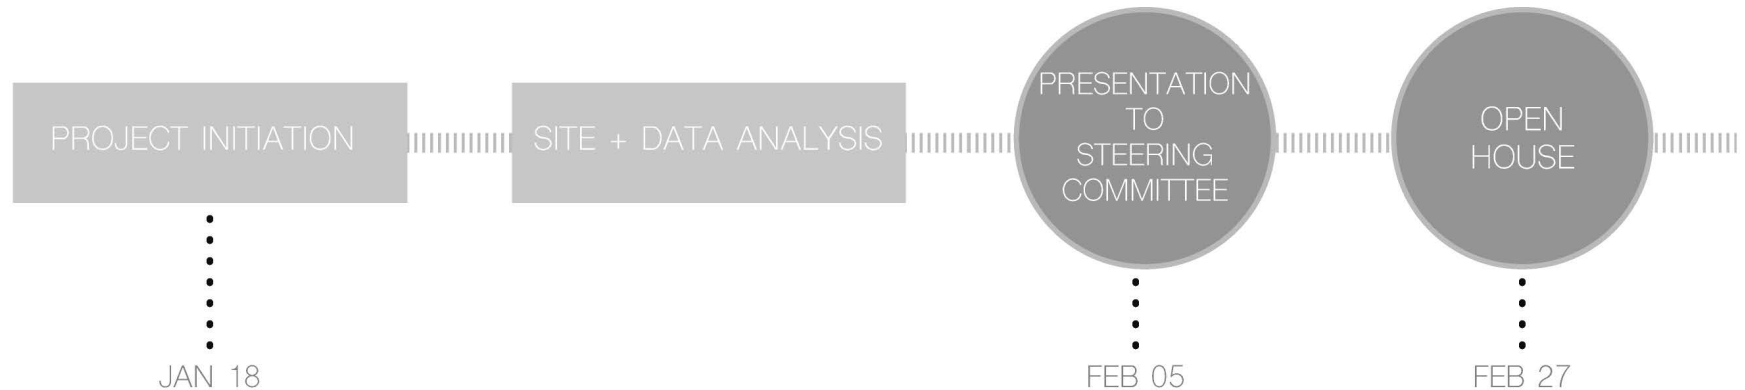 PROJECT INITIATION
SITE + DATA ANALYSIS
PRESENTATION
TO
STEERING
COMMITTEE
OPEN
HOUSE
JAN 18
FEB 05
FEB 27